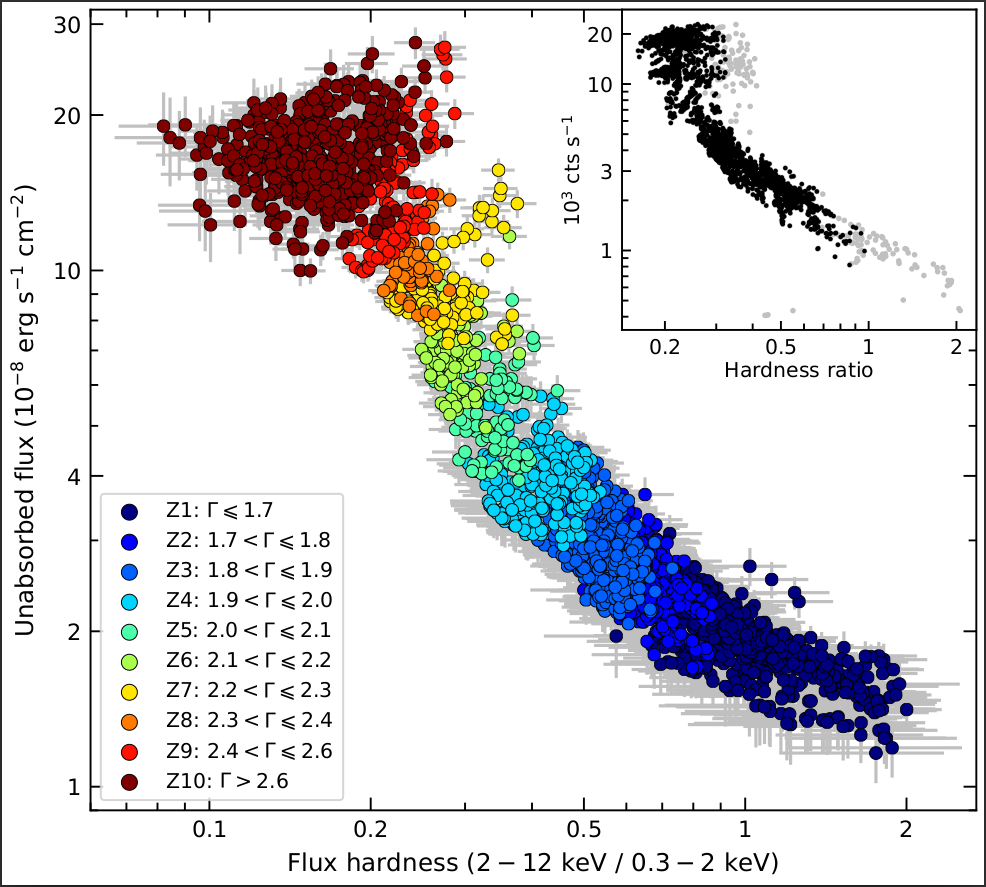 30
20
10
4
2
1
Unabsorbed flux (10⁻⁸ erg s⁻¹ cm⁻²)
0.1
0.2
0.5
1
2
Flux hardness (2 − 12 keV / 0.3 − 2 keV)
Z1: Γ ⩽ 1.7
Z2: 1.7 < Γ ⩽ 1.8
Z3: 1.8 < Γ ⩽ 1.9
Z4: 1.9 < Γ ⩽ 2.0
Z5: 2.0 < Γ ⩽ 2.1
Z6: 2.1 < Γ ⩽ 2.2
Z7: 2.2 < Γ ⩽ 2.3
Z8: 2.3 < Γ ⩽ 2.4
Z9: 2.4 < Γ ⩽ 2.6
Z10: Γ > 2.6
20
10
3
1
10³ cts s⁻¹
0.2
0.5
1
2
Hardness ratio